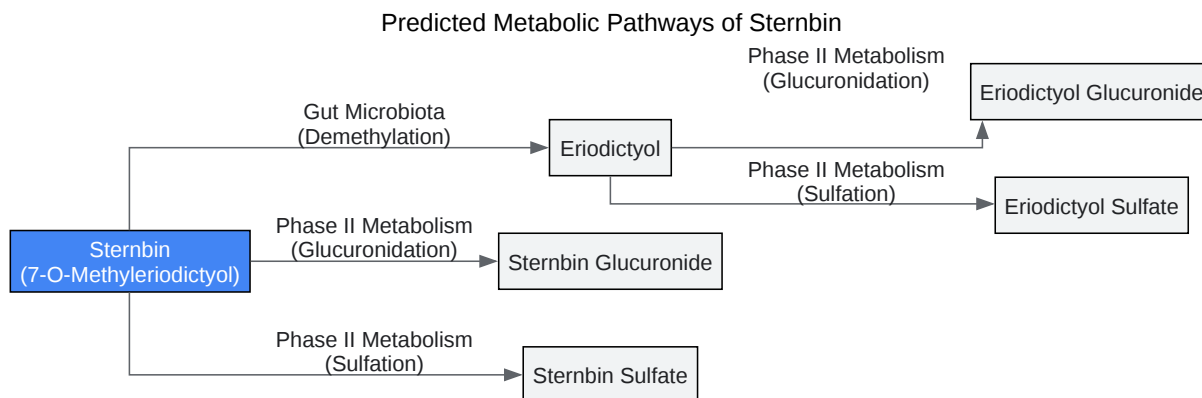 Predicted Metabolic Pathways of Sternbin
Phase II Metabolism
(Glucuronidation)
Eriodictyol Glucuronide
Gut Microbiota
(Demethylation)
Eriodictyol
Phase II Metabolism
(Sulfation)
Eriodictyol Sulfate
Sternbin
(7-O-Methyleriodictyol)
Phase II Metabolism
(Glucuronidation)
Sternbin Glucuronide
Phase II Metabolism
(Sulfation)
Sternbin Sulfate